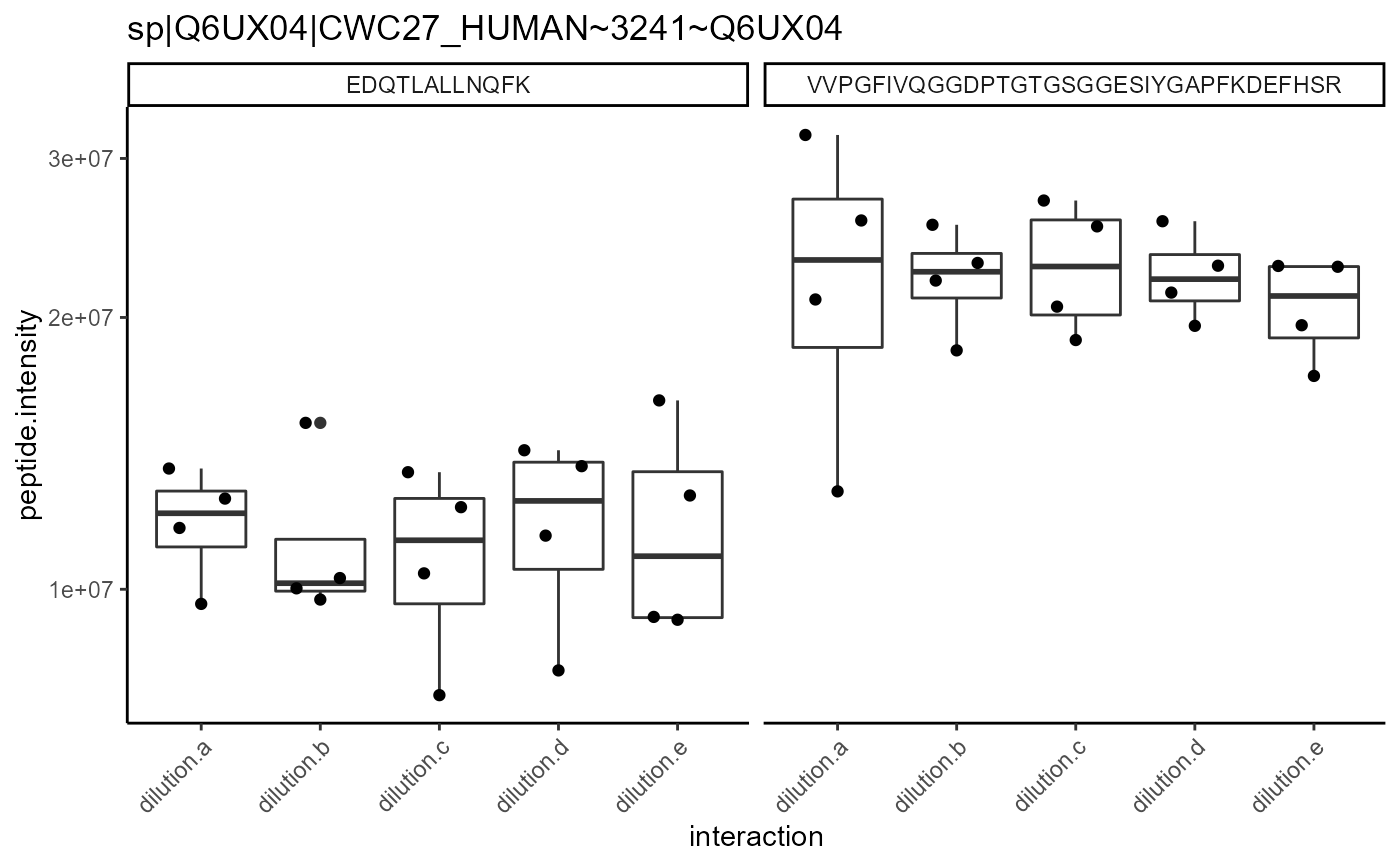 sp|Q6UX04|CWC27_HUMAN~3241~Q6UX04
EDQTLALLNQFK
VVPGFIVQGGDPTGTGSGGESIYGAPFKDEFHSR
3e+07
2e+07
1e+07
peptide.intensity
dilution.a
dilution.b
dilution.c
dilution.d
dilution.e
dilution.a
dilution.b
dilution.c
dilution.d
dilution.e
interaction